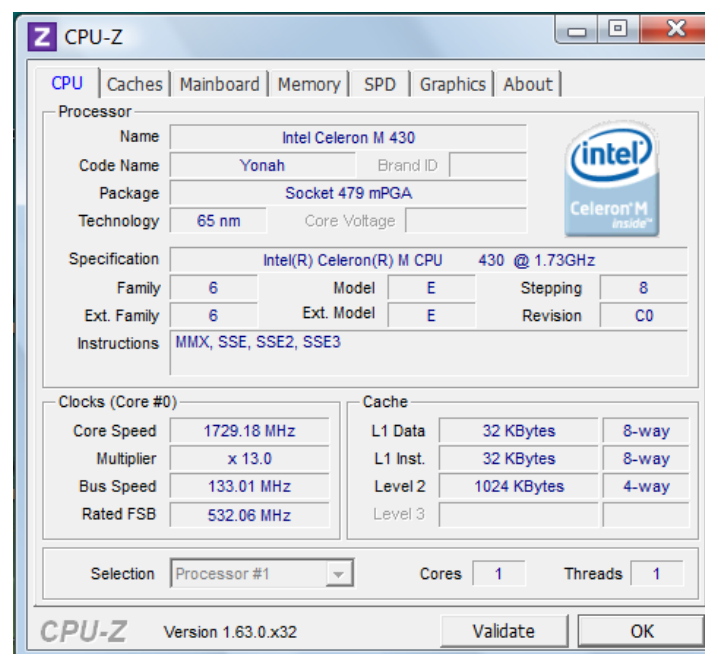 Z CPU-Z
CPU Caches Mainboard Memory SPD Graphics About
Processor
Name Intel Celeron M 430
Code Name Yonah Brand ID
Package Socket 479 mPGA
Technology 65 nm Core Voltage
intel
Celeron M
inside™
Specification Intel(R) Celeron(R) M CPU 430 @ 1.73GHz
Family 6 Model E Stepping 8
Ext. Family 6 Ext. Model E Revision C0
Instructions MMX, SSE, SSE2, SSE3
Clocks (Core #0)
Core Speed 1729.18 MHz
Multiplier x 13.0
Bus Speed 133.01 MHz
Rated FSB 532.06 MHz
Cache
L1 Data 32 KBytes 8-way
L1 Inst. 32 KBytes 8-way
Level 2 1024 KBytes 4-way
Level 3
Selection Processor #1 Cores 1 Threads 1
CPU-Z Version 1.63.0.x32 Validate OK